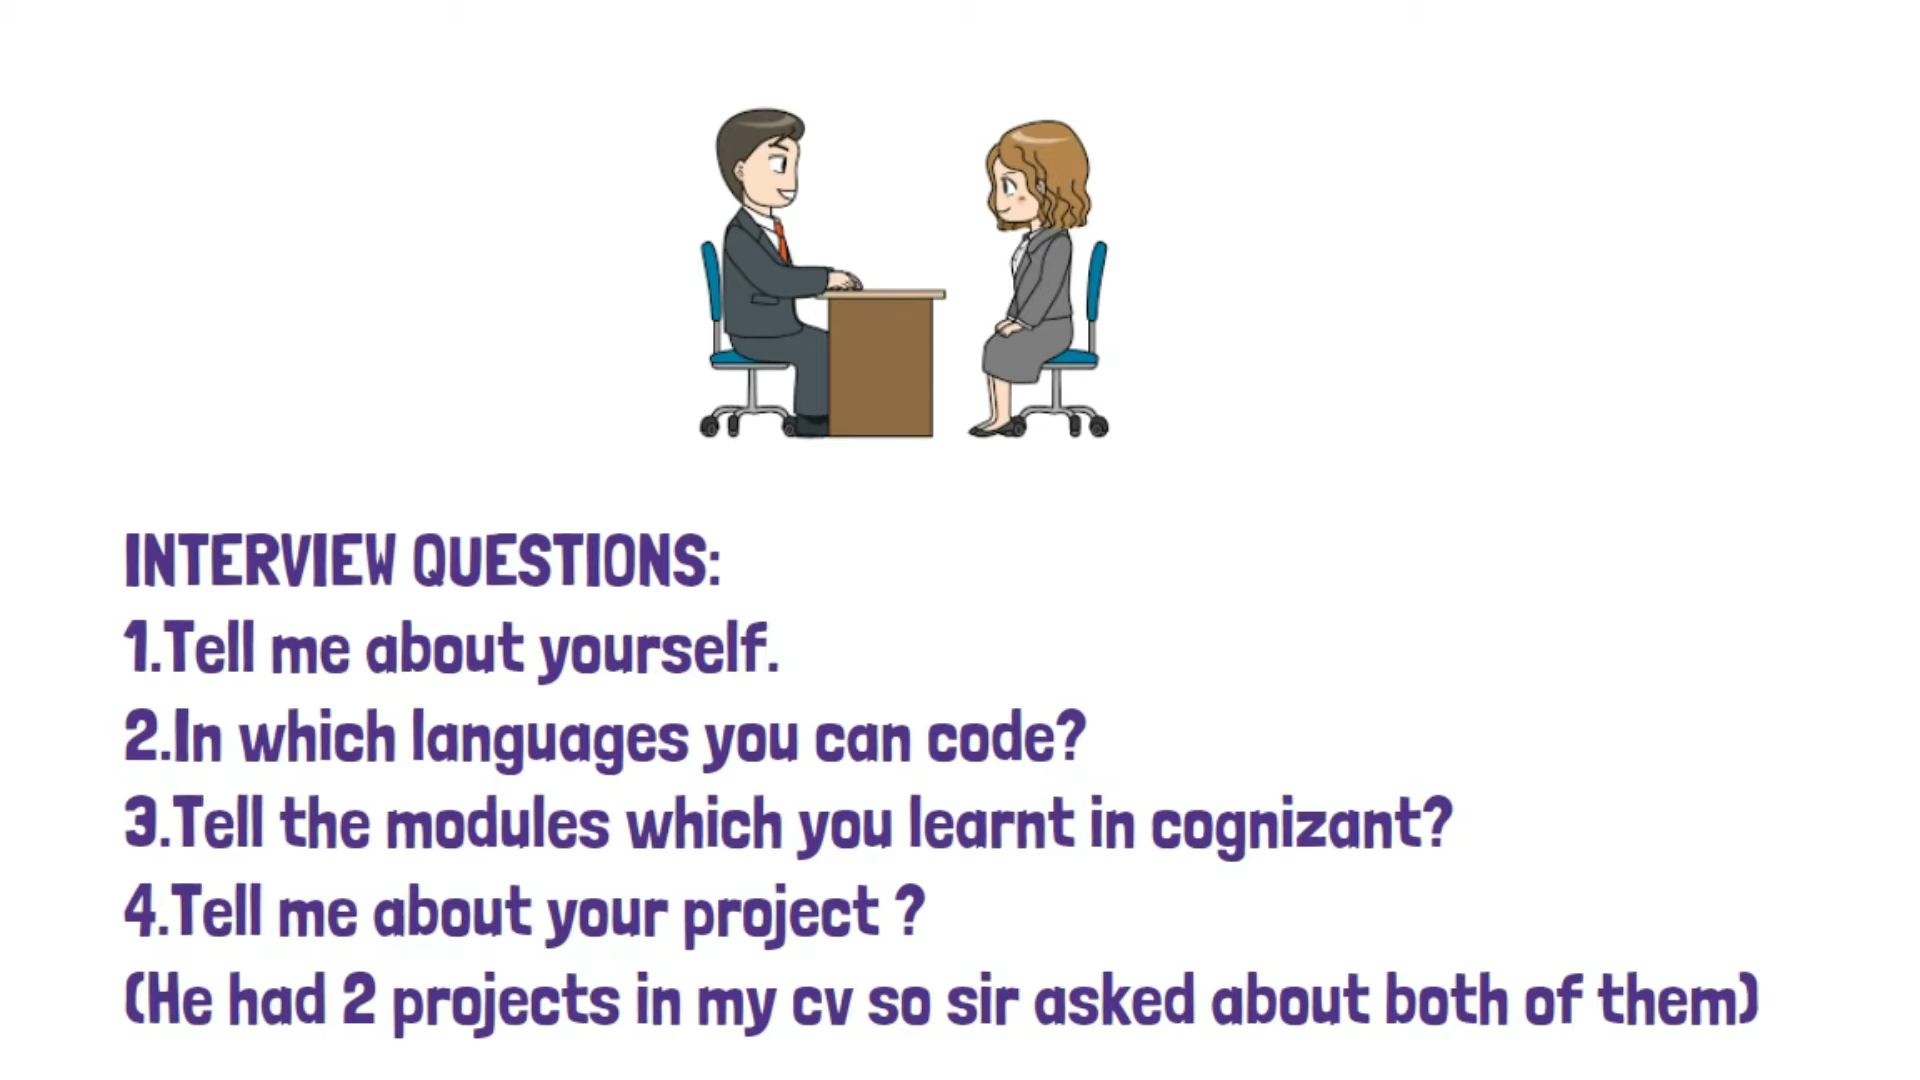 INTERVIEW QUESTIONS:
1.Tell me about yourself.
2.In which languages you can code?
3.Tell the modules which you learnt in cognizant?
4.Tell me about your project ?
(He had 2 projects in my cv so sir asked about both of them)